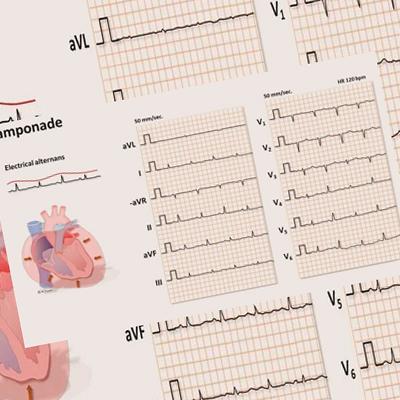 aVL
V₁
amponade
Electrical alternans
50 mm/sec.
aVL
I
-aVR
II
aVF
III
50 mm/sec.
HR 120 bpm
V₁
V₂
V₃
V₄
V₅
V₆
aVF
V₅
V₆